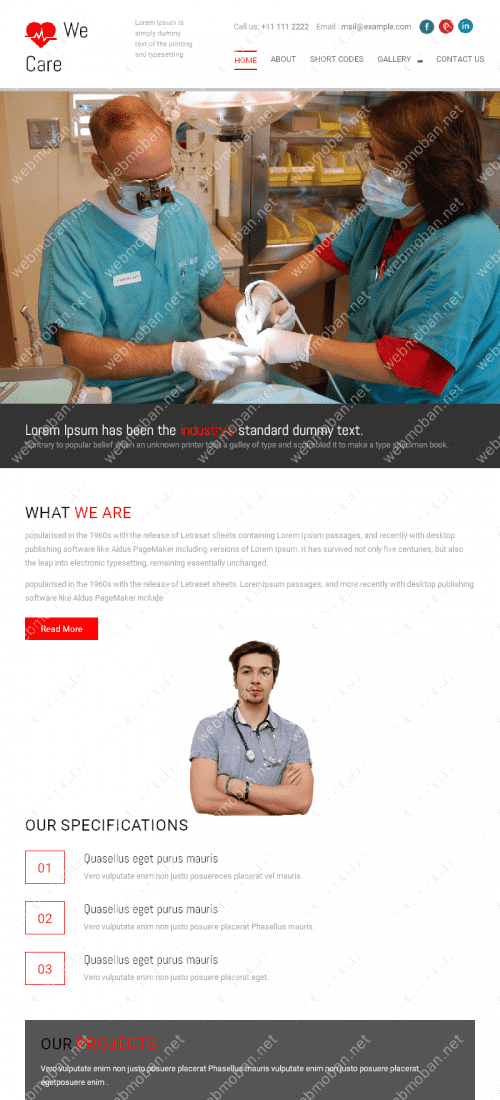 We
Care
Lorem Ipsum is
simply dummy
text of the printing
and typesetting
Call us: +11 111 2222 Email : mail@example.com
HOME ABOUT SHORT CODES GALLERY CONTACT US
Lorem Ipsum has been the industry's standard dummy text.
Contrary to popular belief when an unknown printer took a galley of type and scrambled it to make a type specimen book.
WHAT WE ARE
popularised in the 1960s with the release of Letraset sheets containing Lorem Ipsum passages, and recently with desktop
publishing software like Aldus PageMaker including versions of Lorem Ipsum. It has survived not only five centuries, but also
the leap into electronic typesetting, remaining essentially unchanged.
popularised in the 1960s with the release of Letraset sheets. LoremIpsum passages, and more recently with desktop publishing
software like Aldus PageMaker include
Read More
OUR SPECIFICATIONS
01
Quasellus eget purus mauris
Vero vulputate enim non justo posuereces placerat vel mauris.
02
Quasellus eget purus mauris
Vero vulputate enim non justo posuere placerat Phasellus mauris.
03
Quasellus eget purus mauris
Vero vulputate enim non justo posuere placerat eget.
OUR PROJECTS
Vero vulputate enim non justo posuere placerat Phasellus mauris vulputate enim non justo posuere placerat
egetposuere enim .
webmoban.net